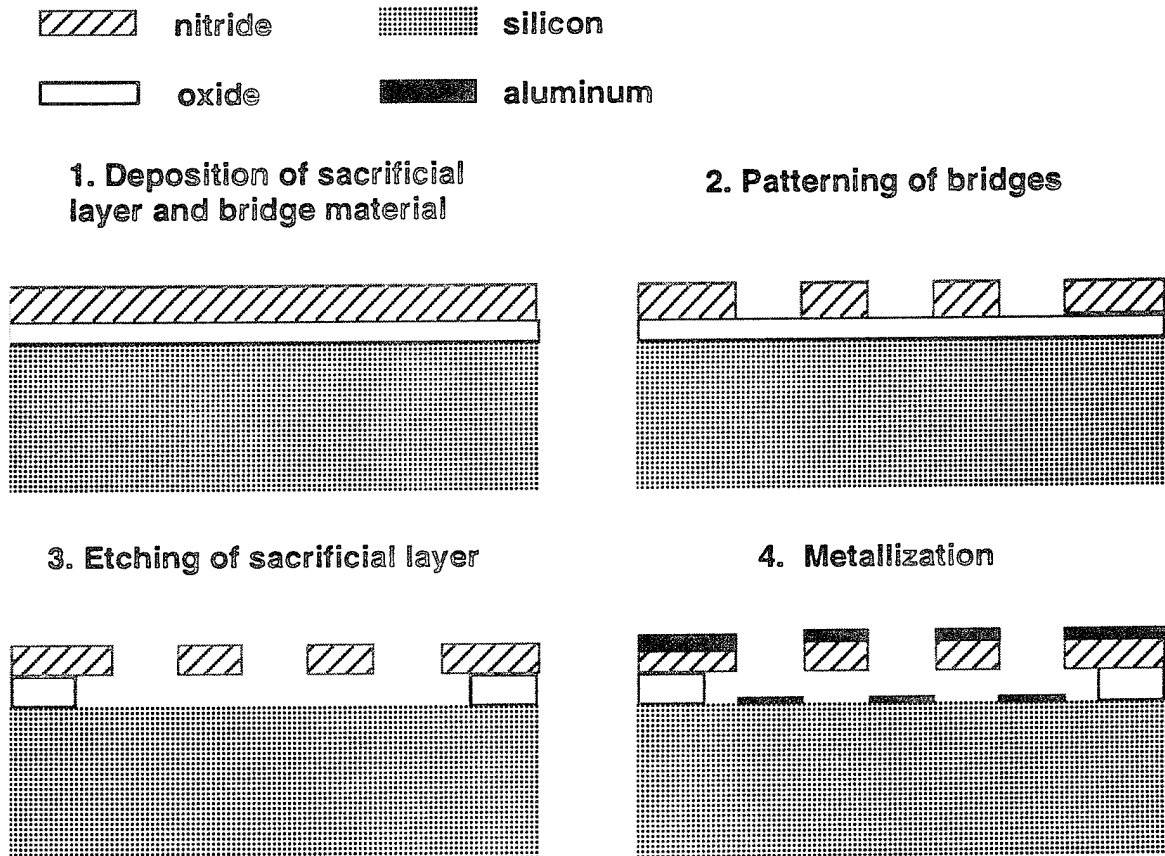 nitride
silicon
oxide
aluminum
1. Deposition of sacrificial
layer and bridge material
2. Patterning of bridges
3. Etching of sacrificial layer
4. Metallization